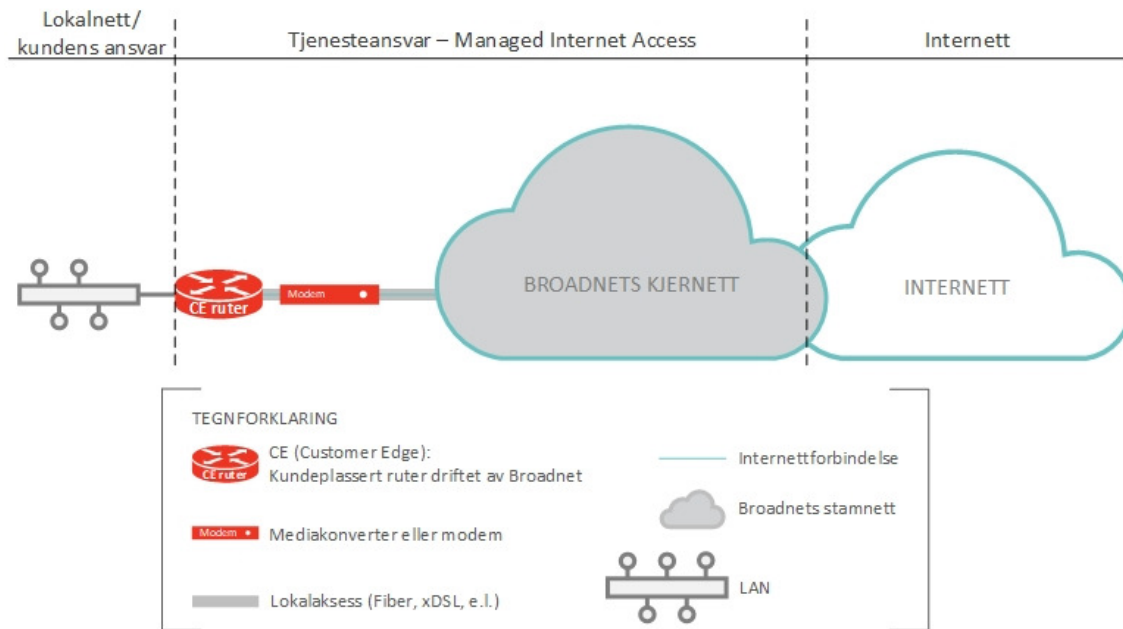 Lokalnett/
kundens ansvar
Tjenesteansvar – Managed Internet Access
Internett
CE ruter
Modem
BROADNETS KJERNETT
INTERNETT
TEGNFORKLARING
CE ruter
CE (Customer Edge):
Kundeplassert ruter driftet av Broadnet
Modem
Mediakonverter eller modem
Lokalaksess (Fiber, xDSL, e.l.)
Internettforbindelse
Broadnets stamnett
LAN